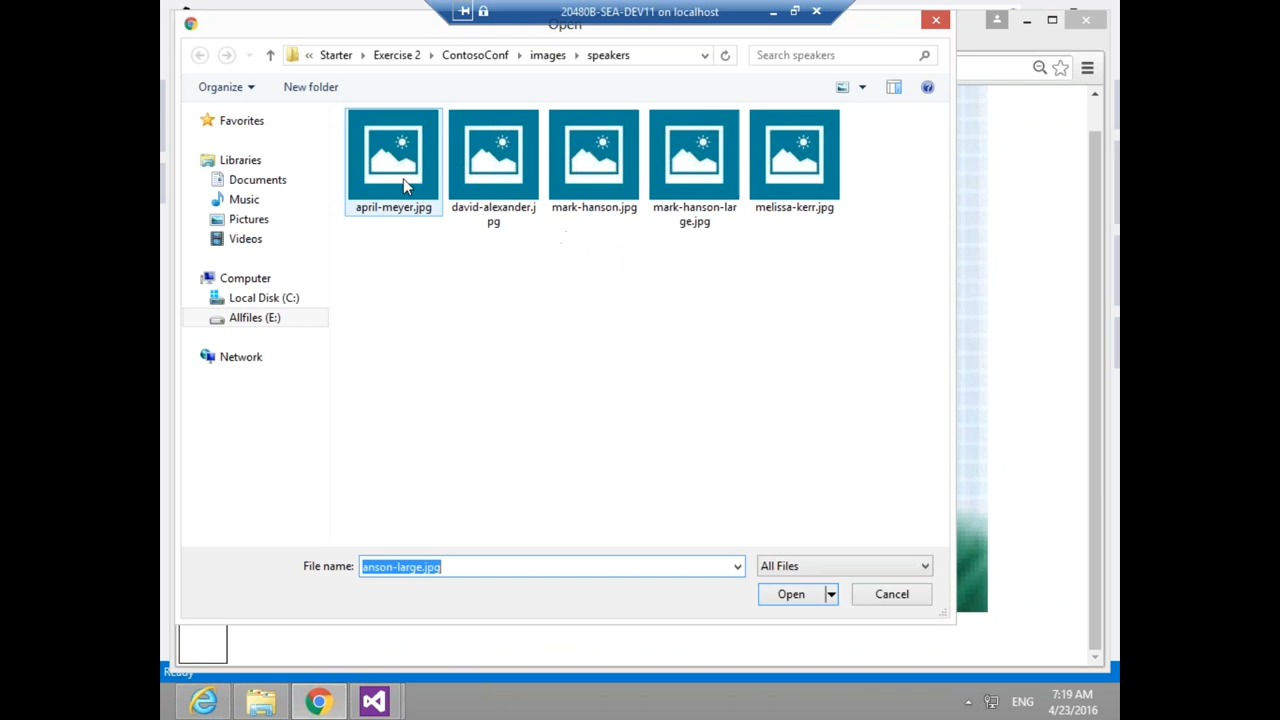 20480B-SEA-DEV11 on localhost
Open
« Starter Exercise 2 ContosoConf images speakers
Search speakers
Organize New folder
Favorites
Libraries
Documents
Music
Pictures
Videos
Computer
Local Disk (C:)
Allfiles (E:)
Network
april-meyer.jpg
david-alexander.j
pg
mark-hanson.jpg
mark-hanson-lar
ge.jpg
melissa-kerr.jpg
File name: anson-large.jpg
All Files
Open Cancel
Ready
ENG
7:19 AM
4/23/2016